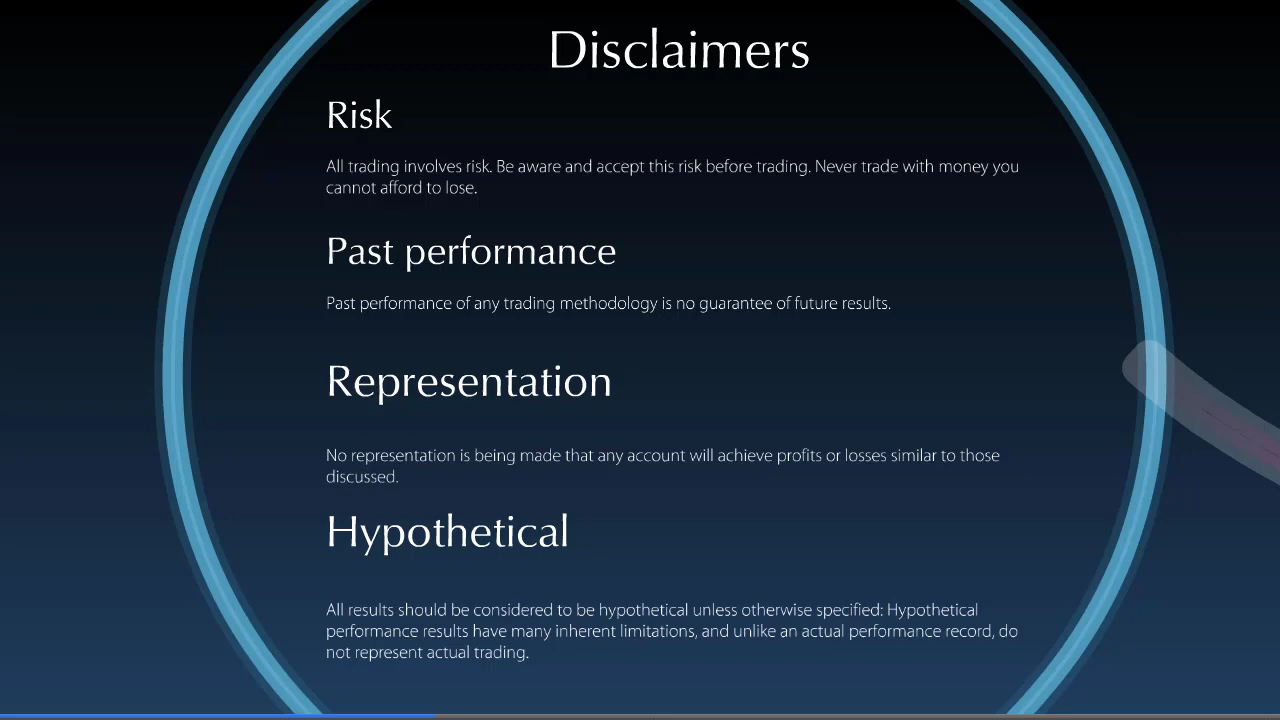 Disclaimers
Risk
All trading involves risk. Be aware and accept this risk before trading. Never trade with money you
cannot afford to lose.
Past performance
Past performance of any trading methodology is no guarantee of future results.
Representation
No representation is being made that any account will achieve profits or losses similar to those
discussed.
Hypothetical
All results should be considered to be hypothetical unless otherwise specified: Hypothetical
performance results have many inherent limitations, and unlike an actual performance record, do
not represent actual trading.